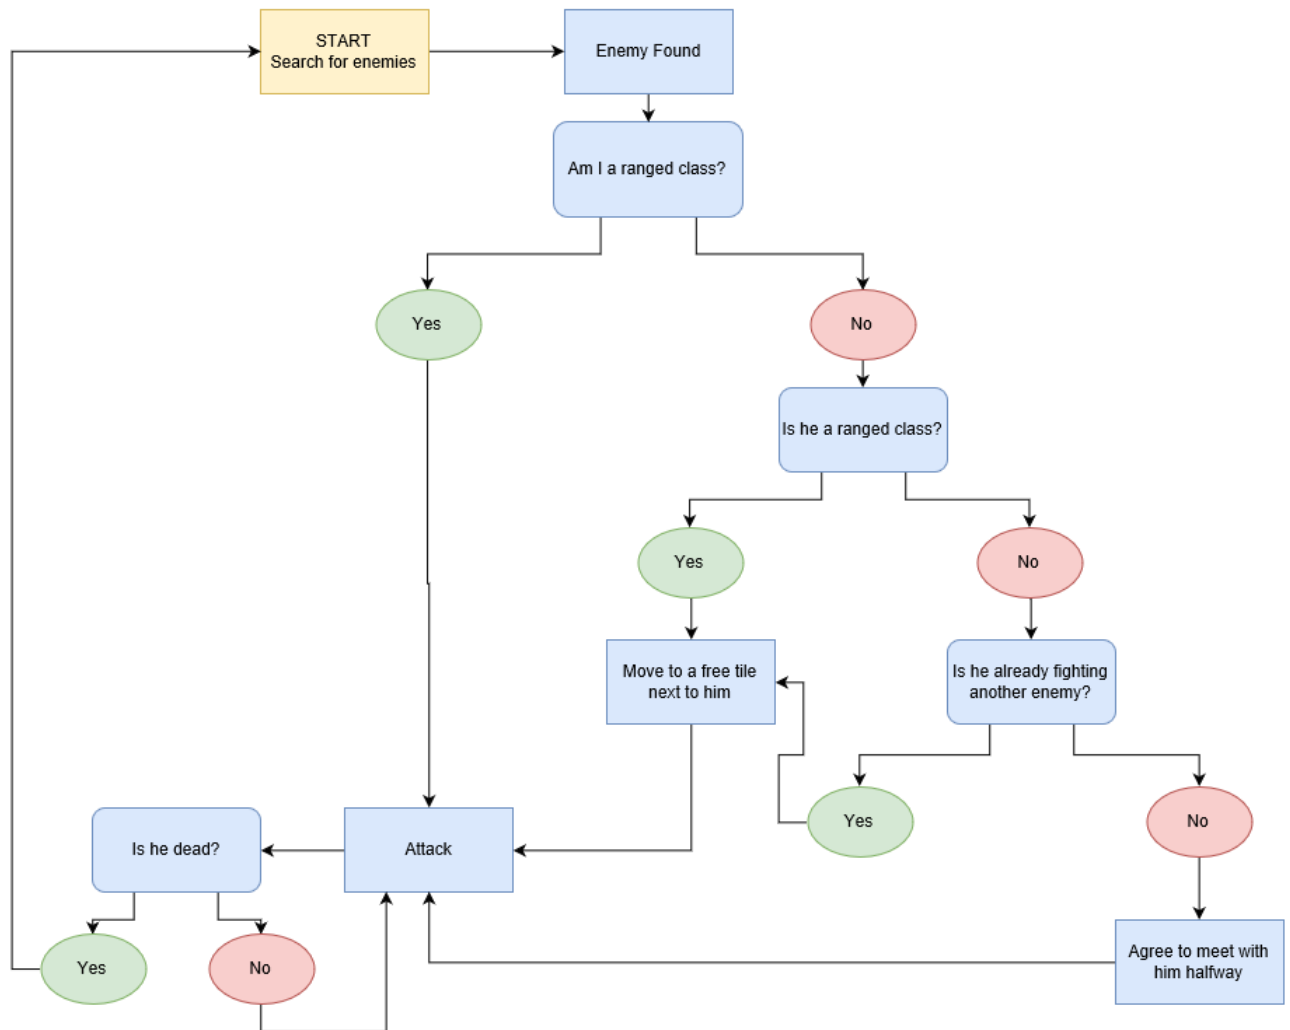 START
Search for enemies
Enemy Found
Am I a ranged class?
Yes
No
Is he a ranged class?
Yes
No
Move to a free tile
next to him
Is he already fighting
another enemy?
Yes
No
Is he dead?
Attack
Yes
No
Agree to meet with
him halfway